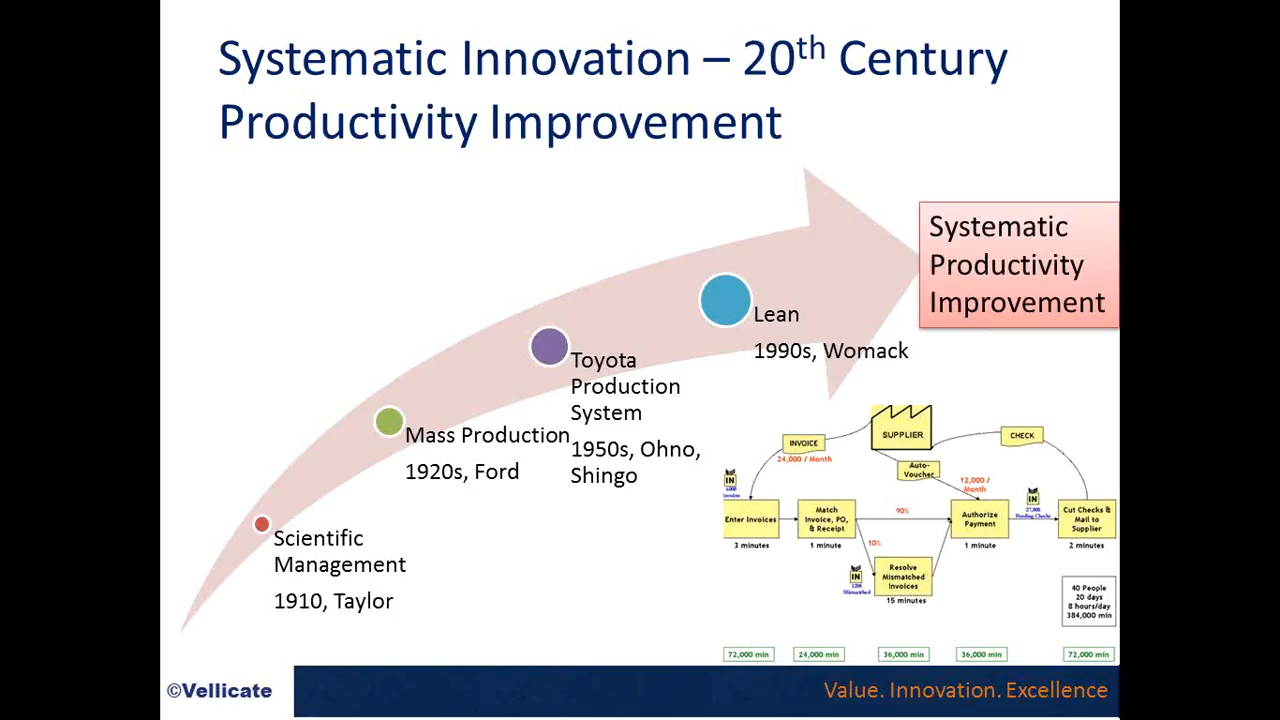 Systematic Innovation – 20th Century
Productivity Improvement
Systematic
Productivity
Improvement
Lean
1990s, Womack
Toyota
Production
System
1950s, Ohno,
Shingo
Mass Production
1920s, Ford
Scientific
Management
1910, Taylor
SUPPLIER
INVOICE
24,000 / Month
CHECK
Auto-
Voucher
12,000 /
Month
IN
IN
27,000
Pending Checks
Enter Invoices
3 minutes
Match
Invoice, PO,
& Receipt
1 minute
90%
10%
Authorize
Payment
1 minute
Cut Checks &
Mail to
Supplier
2 minutes
IN
1200
Mismatched
Resolve
Mismatched
Invoices
15 minutes
40 People
20 days
8 hours/day
384,000 min
72,000 min
24,000 min
36,000 min
36,000 min
72,000 min
©Vellicate
Value. Innovation. Excellence